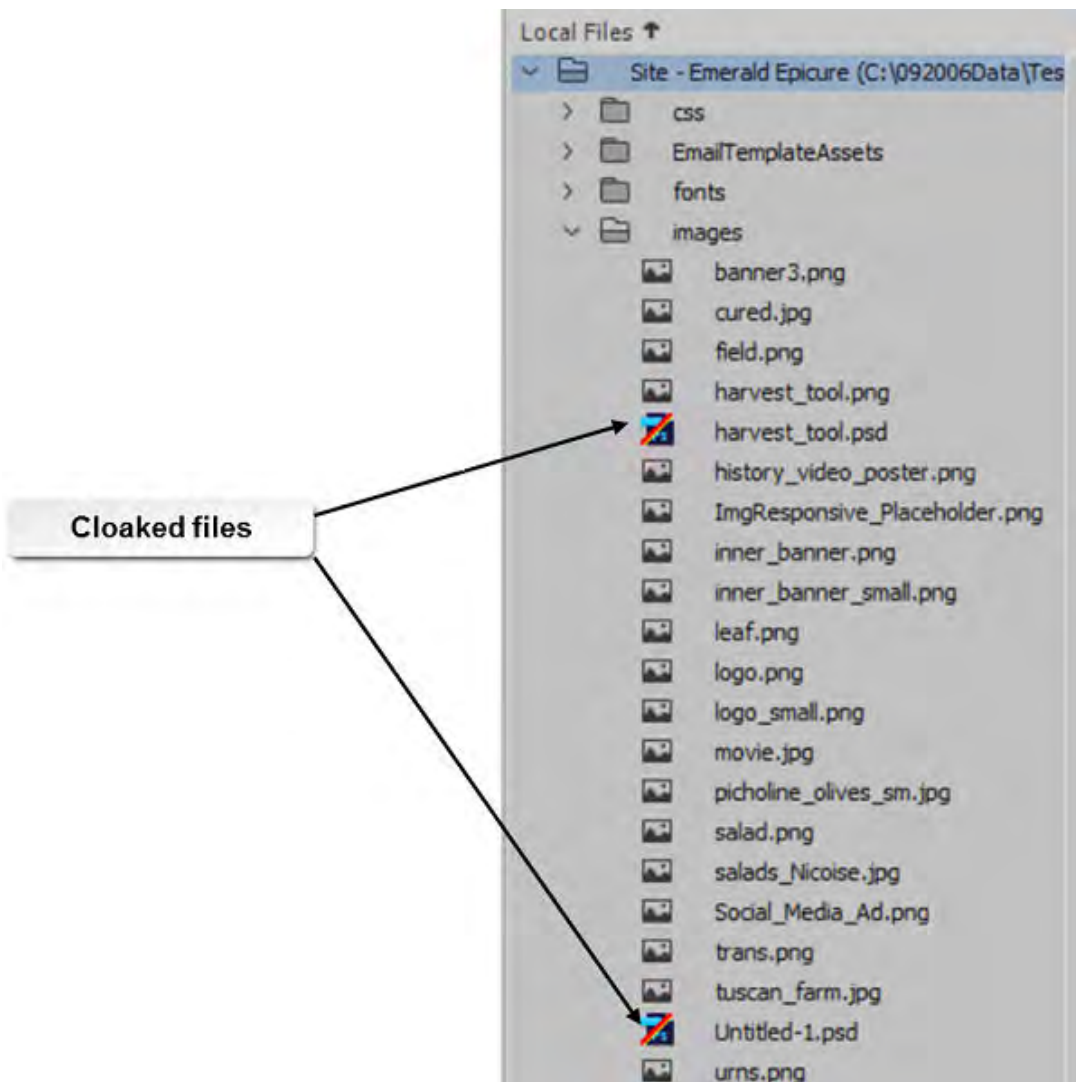 Local Files ↑
Site - Emerald Epicure (C:\092006Data\Tes
css
EmailTemplateAssets
fonts
images
banner3.png
cured.jpg
field.png
harvest_tool.png
harvest_tool.psd
history_video_poster.png
Cloaked files
ImgResponsive_Placeholder.png
inner_banner.png
inner_banner_small.png
leaf.png
logo.png
logo_small.png
movie.jpg
picholine_olives_sm.jpg
salad.png
salads_Nicoise.jpg
Social_Media_Ad.png
trans.png
tuscan_farm.jpg
Untitled-1.psd
urns.png